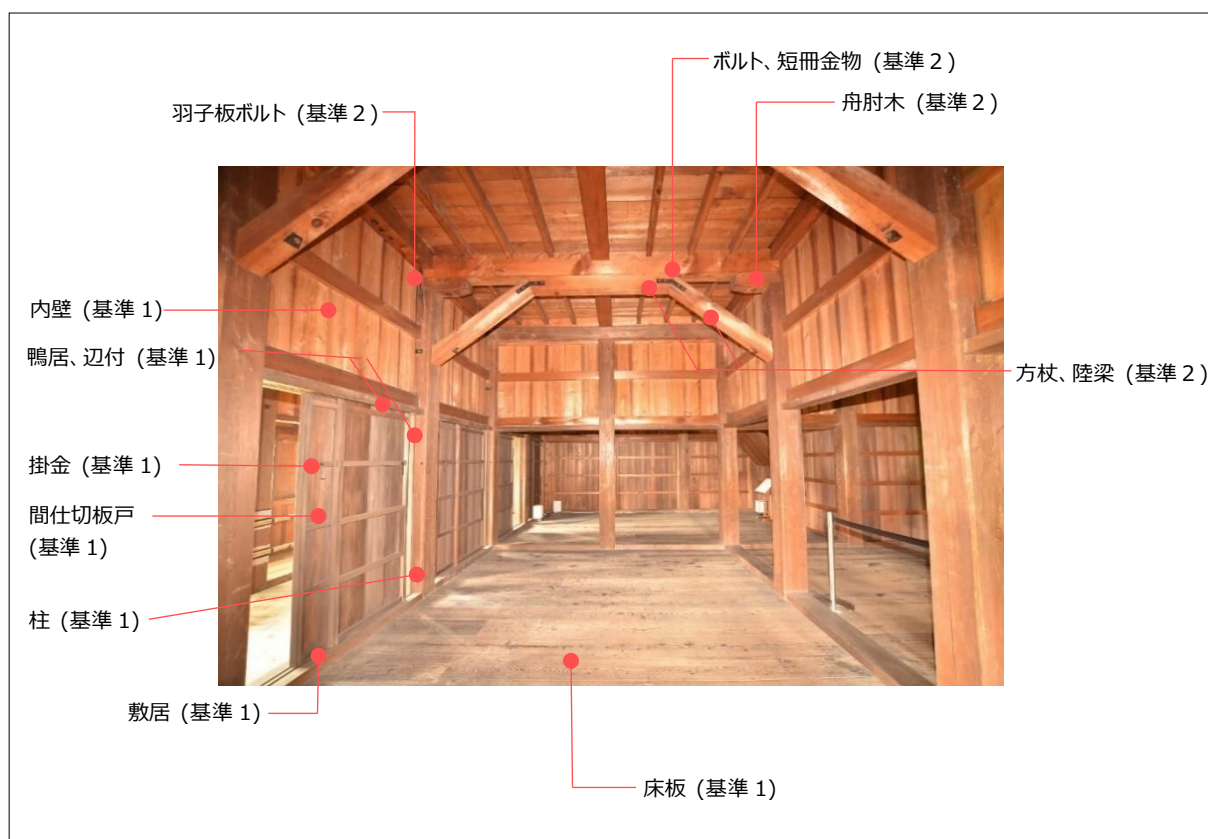 ボルト、短冊金物 (基準２)
舟肘木 (基準２)
羽子板ボルト (基準２)
内壁 (基準１)
鴨居、辺付 (基準１)
方杖、陸梁 (基準２)
掛金 (基準１)
間仕切板戸
(基準１)
柱 (基準１)
敷居 (基準１)
床板 (基準１)